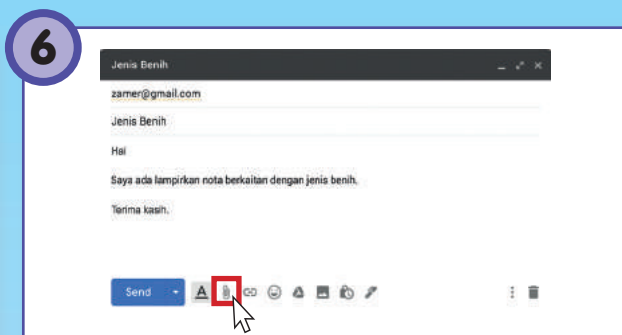 6
Jenis Benih
zamer@gmail.com
Jenis Benih
Hai
Saya ada lampirkan nota berkaitan dengan jenis benih.
Terima kasih.
Send